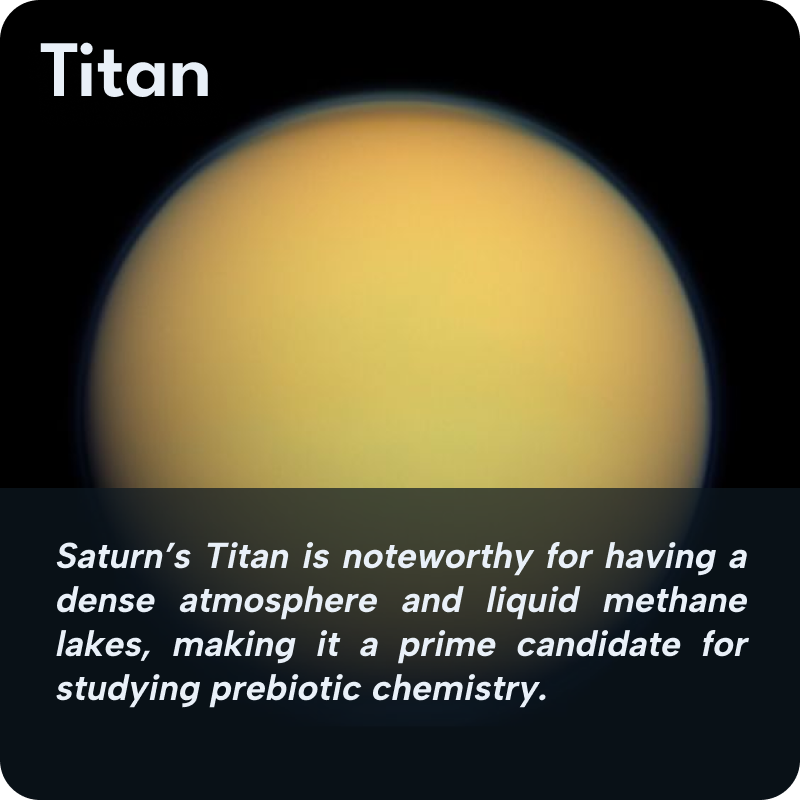 Titan
Saturn’s Titan is noteworthy for having a
dense atmosphere and liquid methane
lakes, making it a prime candidate for
studying prebiotic chemistry.